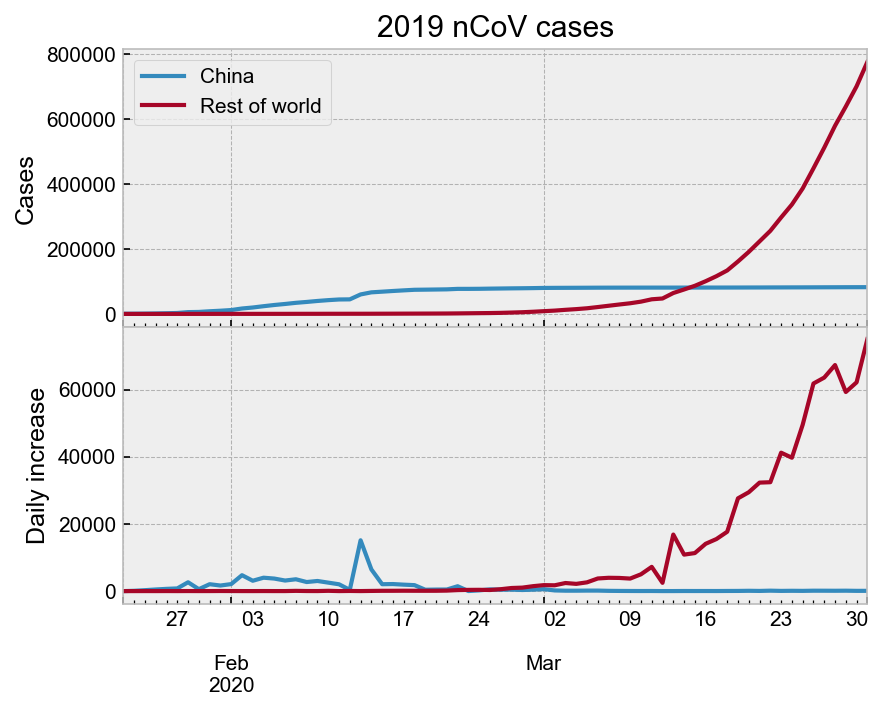 2019 nCoV cases
China
Rest of world
Cases
800000
600000
400000
200000
0
Daily increase
60000
40000
20000
0
27 03 10 17 24 02 09 16 23 30
Feb Mar
2020